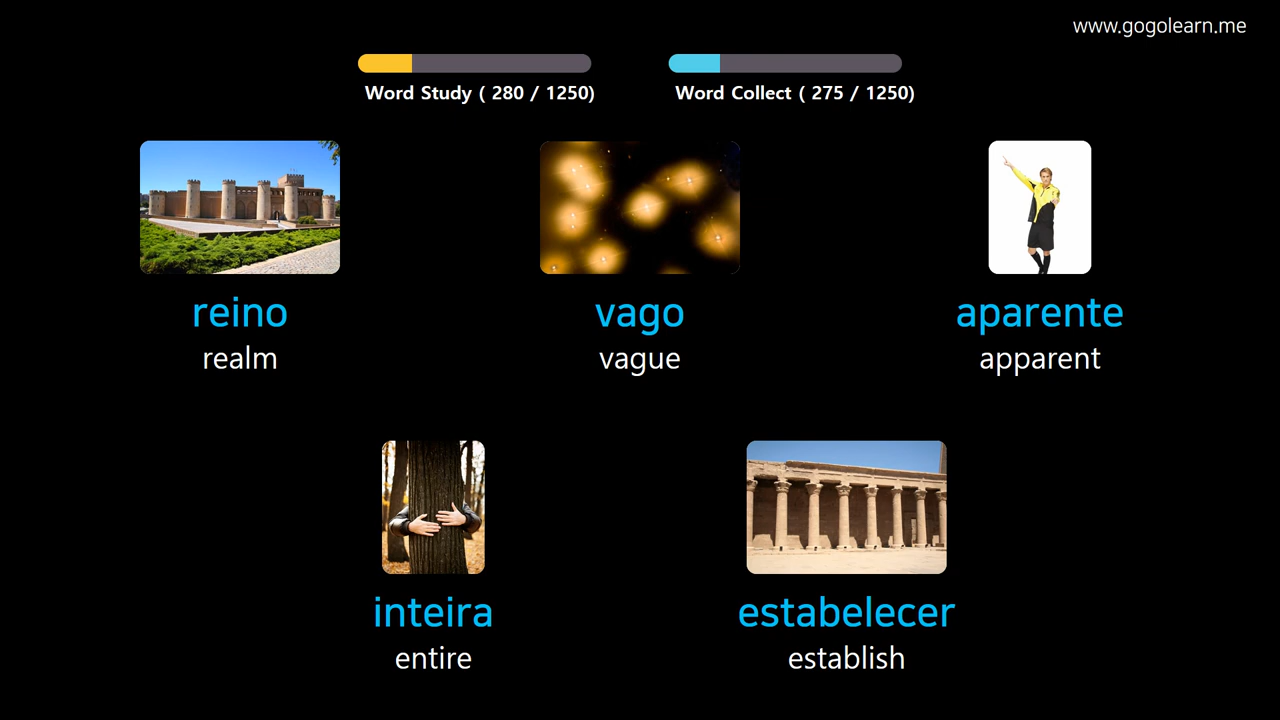 www.gogolearn.me
Word Study ( 280 / 1250)
Word Collect ( 275 / 1250)
reino
realm
vago
vague
aparente
apparent
inteira
entire
estabelecer
establish